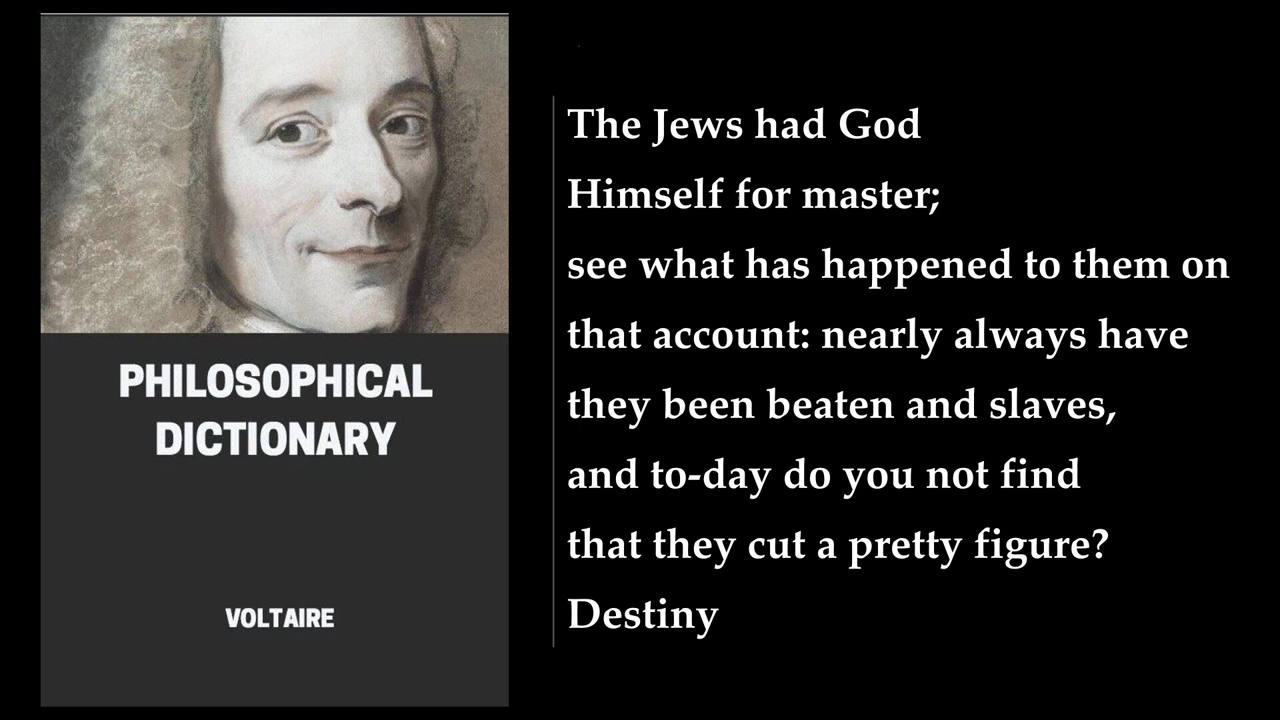 PHILOSOPHICAL
DICTIONARY
VOLTAIRE
The Jews had God
Himself for master;
see what has happened to them on
that account: nearly always have
they been beaten and slaves,
and to-day do you not find
that they cut a pretty figure?
Destiny